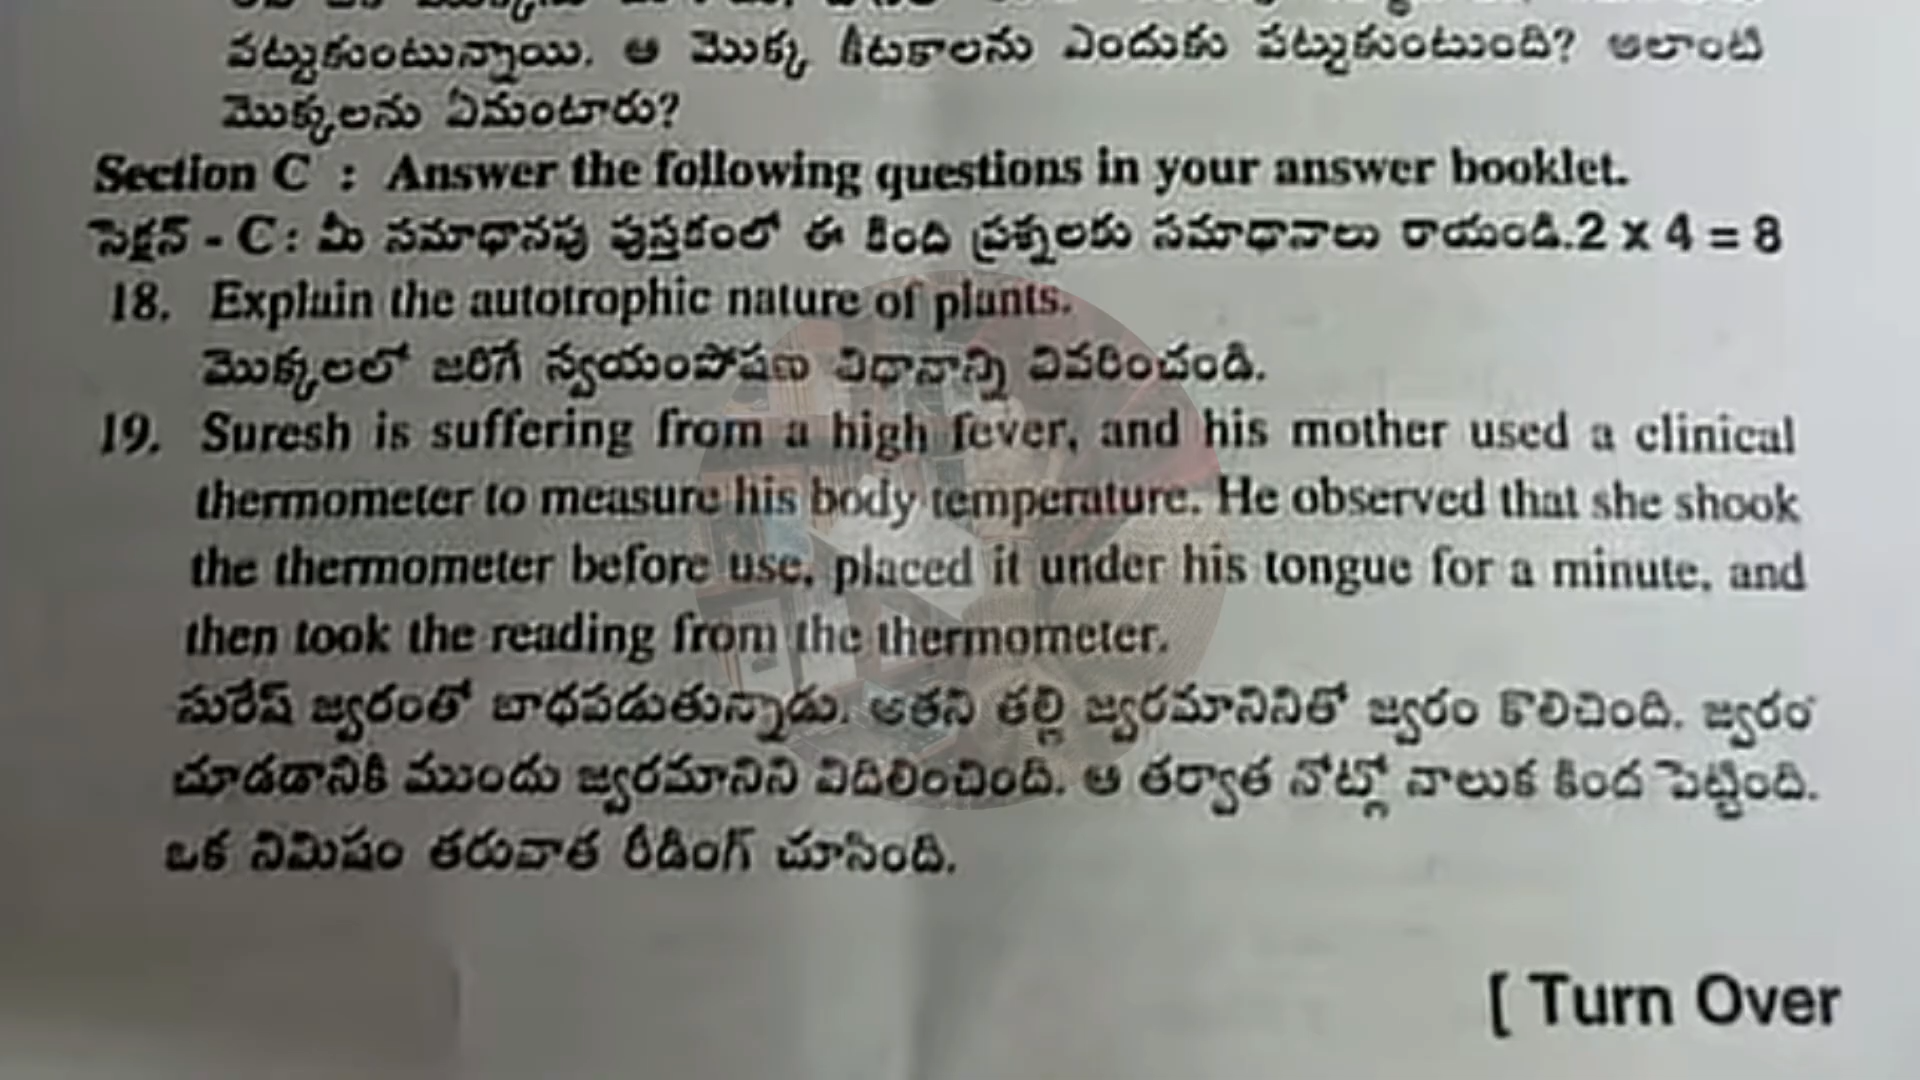 పట్టుకుంటున్నాయి. ఆ మొక్క కీటకాలను ఎందుకు పట్టుకుంటుంది? అలాంటి
మొక్కలను ఏమంటారు?
Section C : Answer the following questions in your answer booklet.
సెక్షన్ - C : మీ సమాధానపు పుస్తకంలో ఈ కింది ప్రశ్నలకు సమాధానాలు రాయండి.2 x 4 = 8
18. Explain the autotrophic nature of plants.
మొక్కలలో జరిగే స్వయంపోషణ విధానాన్ని వివరించండి.
19. Suresh is suffering from a high fever, and his mother used a clinical
thermometer to measure his body temperature. He observed that she shook
the thermometer before use, placed it under his tongue for a minute, and
then took the reading from the thermometer.
సురేష్ జ్వరంతో బాధపడుతున్నాడు. అతని తల్లి జ్వరమానినితో జ్వరం కొలిచింది. జ్వరం
చూడడానికి ముందు జ్వరమానిని విదిలించింది. ఆ తర్వాత నోట్లో నాలుక కింద పెట్టింది.
ఒక నిమిషం తరువాత రీడింగ్ చూసింది.
[ Turn Over